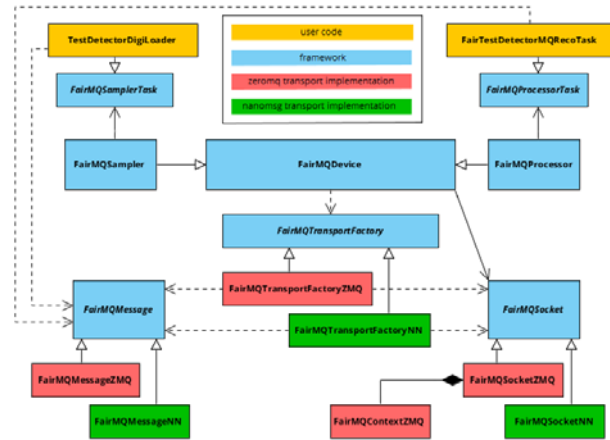 TestDetectorDigiLoader
user code
FairTestDetectorMQRecoTask
framework
FairMQSamplerTask
zeromq transport implementation
FairMQProcessorTask
nanomsg transport implementation
FairMQSampler
FairMQDevice
FairMQProcessor
FairMQTransportFactory
FairMQTransportFactoryZMQ
FairMQMessage
FairMQSocket
FairMQTransportFactoryNN
FairMQMessageZMQ
FairMQSocketZMQ
FairMQMessageNN
FairMQContextZMQ
FairMQSocketNN